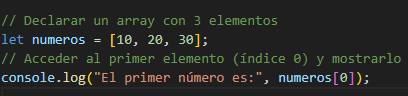 // Declarar un array con 3 elementos
let numeros = [10, 20, 30];
// Acceder al primer elemento (índice 0) y mostrarlo
console.log("El primer número es:", numeros[0]);